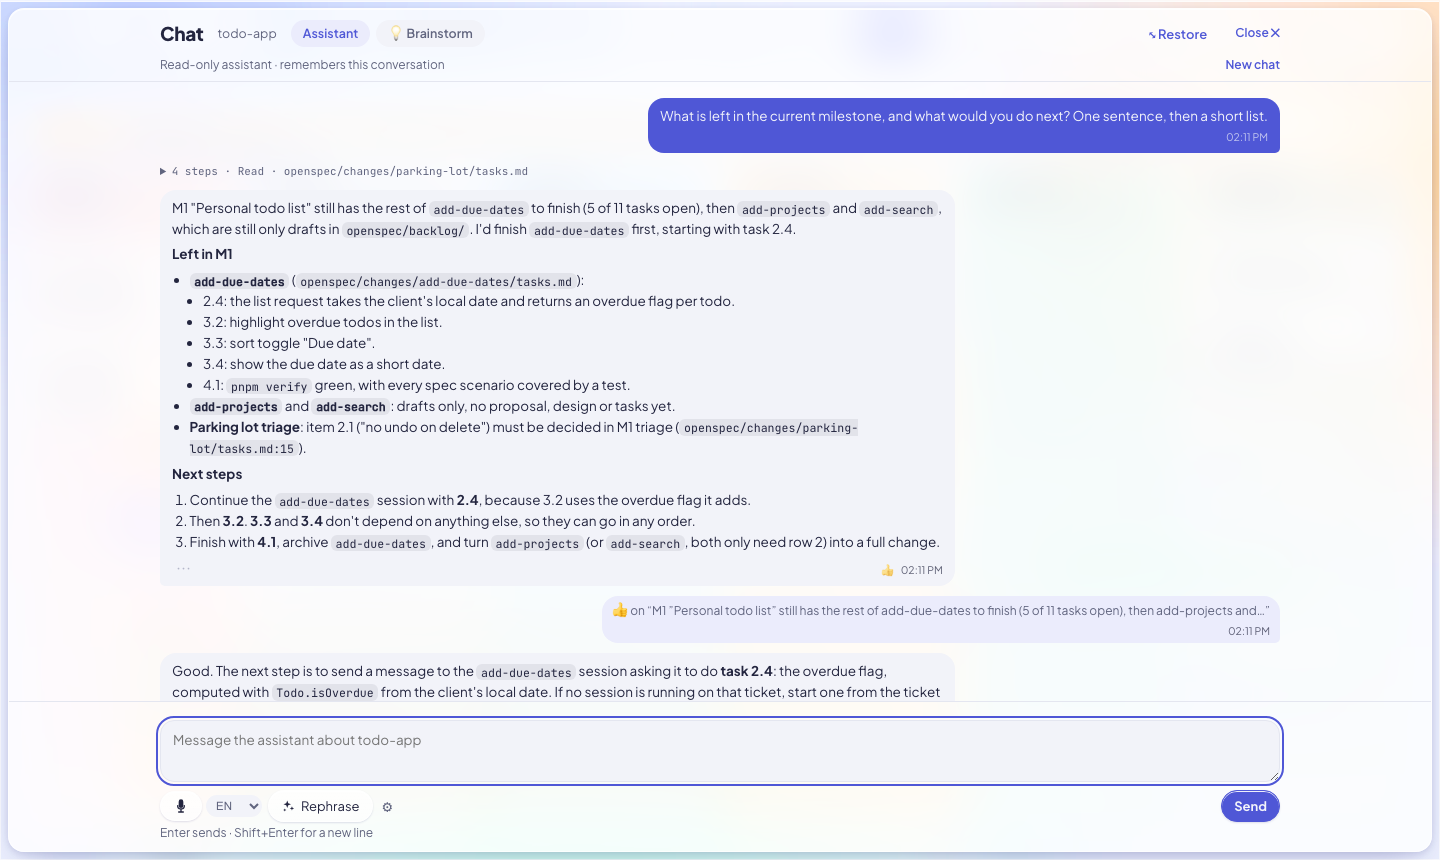 Chat todo-app Assistant 💡 Brainstorm Restore Close ✕
Read-only assistant · remembers this conversation New chat
What is left in the current milestone, and what would you do next? One sentence, then a short list.
02:11 PM
▶ 4 steps · Read · openspec/changes/parking-lot/tasks.md
M1 "Personal todo list" still has the rest of add-due-dates to finish (5 of 11 tasks open), then add-projects and add-search,
which are still only drafts in openspec/backlog/. I'd finish add-due-dates first, starting with task 2.4.
Left in M1
• add-due-dates (openspec/changes/add-due-dates/tasks.md):
• 2.4: the list request takes the client's local date and returns an overdue flag per todo.
• 3.2: highlight overdue todos in the list.
• 3.3: sort toggle "Due date".
• 3.4: show the due date as a short date.
• 4.1: pnpm verify green, with every spec scenario covered by a test.
• add-projects and add-search: drafts only, no proposal, design or tasks yet.
• Parking lot triage: item 2.1 ("no undo on delete") must be decided in M1 triage (openspec/changes/parking-
lot/tasks.md:15).
Next steps
1. Continue the add-due-dates session with 2.4, because 3.2 uses the overdue flag it adds.
2. Then 3.2. 3.3 and 3.4 don't depend on anything else, so they can go in any order.
3. Finish with 4.1, archive add-due-dates, and turn add-projects (or add-search, both only need row 2) into a full change.
··· 👍 02:11 PM
👍 on “M1 ”Personal todo list” still has the rest of add-due-dates to finish (5 of 11 tasks open), then add-projects and…”
02:11 PM
Good. The next step is to send a message to the add-due-dates session asking it to do task 2.4: the overdue flag,
computed with Todo.isOverdue from the client's local date. If no session is running on that ticket, start one from the ticket
Message the assistant about todo-app
EN Rephrase Send
Enter sends · Shift+Enter for a new line